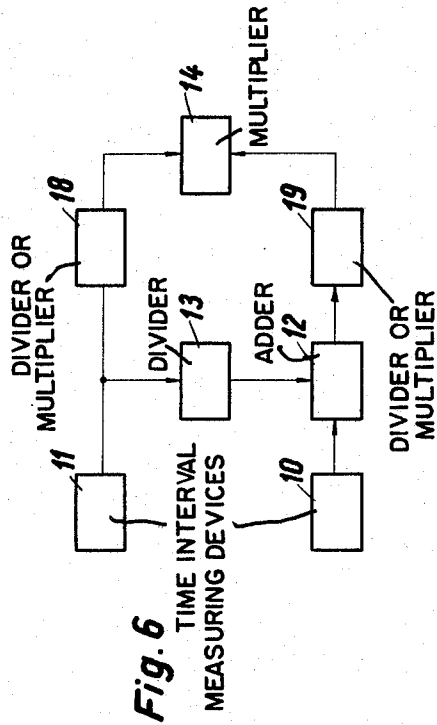 11
DIVIDER OR
MULTIPLIER
18
14
MULTIPLIER
DIVIDER
13
TIME INTERVAL
MEASURING DEVICES
ADDER
12
10
19
DIVIDER OR
MULTIPLIER
Fig. 6